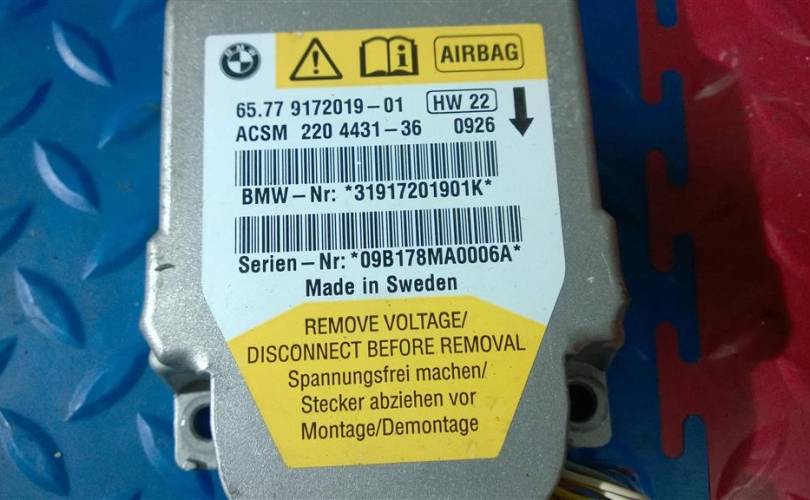 BMW
AIRBAG
65.77 9172019-01 HW 22
ACSM 220 4431-36 0926
BMW-Nr: *31917201901K*
Serien-Nr: *09B178MA0006A*
Made in Sweden
REMOVE VOLTAGE/
DISCONNECT BEFORE REMOVAL
Spannungsfrei machen/
Stecker abziehen vor
Montage/Demontage